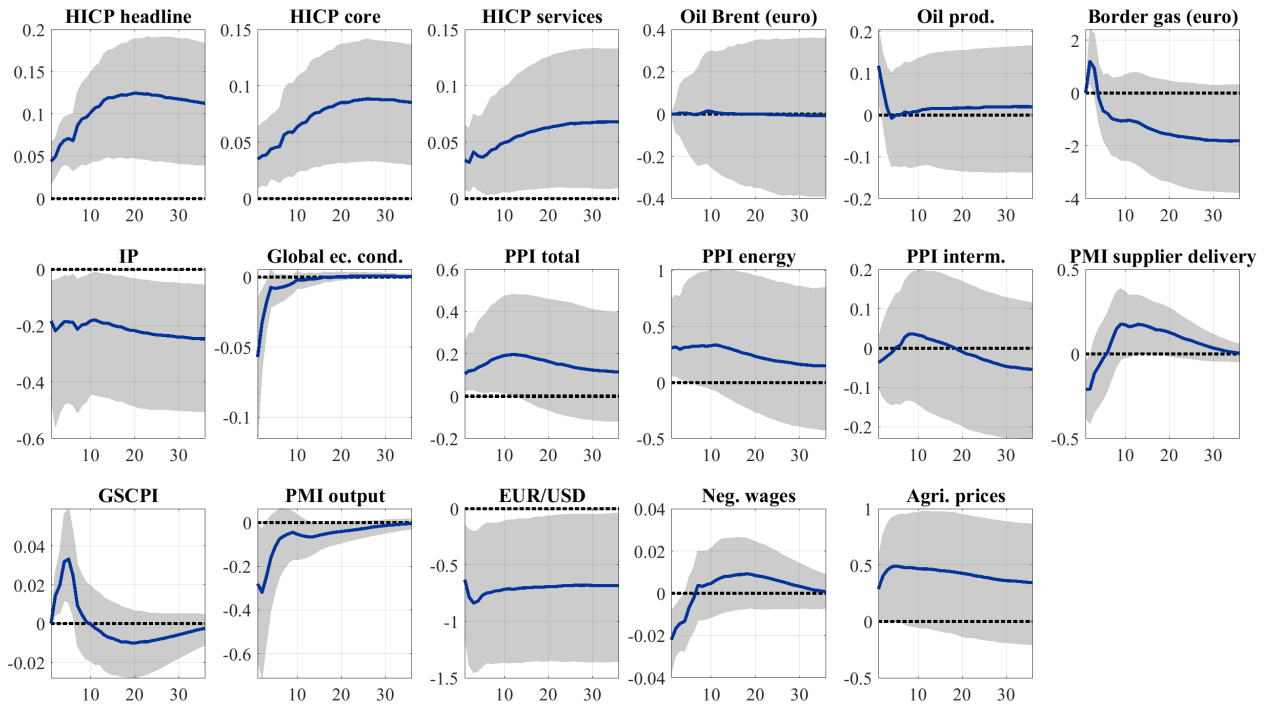 HICP headline HICP core HICP services Oil Brent (euro) Oil prod. Border gas (euro)
0.2 0.15 0.15 0.4 0.2 2
0.15 0.1 0.1 0.2 0.1 0
0.1 0.05 0.05 0 0 -2
0.05 0 0 -0.2 -0.1 -4
0 -0.4 -0.2
10 20 30 10 20 30 10 20 30 10 20 30 10 20 30 10 20 30
IP Global ec. cond. PPI total PPI energy PPI interm. PMI supplier delivery
0 0 0.6 1 0.2 0.5
-0.2 -0.05 0.4 0.5 0.1 0
-0.4 -0.1 0.2 0 0 -0.5
-0.6 0 -0.5 -0.1
-0.2 -0.2
10 20 30 10 20 30 10 20 30 10 20 30 10 20 30 10 20 30
GSCPI PMI output EUR/USD Neg. wages Agri. prices
0.04 0 0 0.04 1
0.02 -0.2 -0.5 0.02 0.5
0 -0.4 -1 0 0
-0.02 -0.6 -1.5 -0.02 -0.5
-0.04
10 20 30 10 20 30 10 20 30 10 20 30 10 20 30